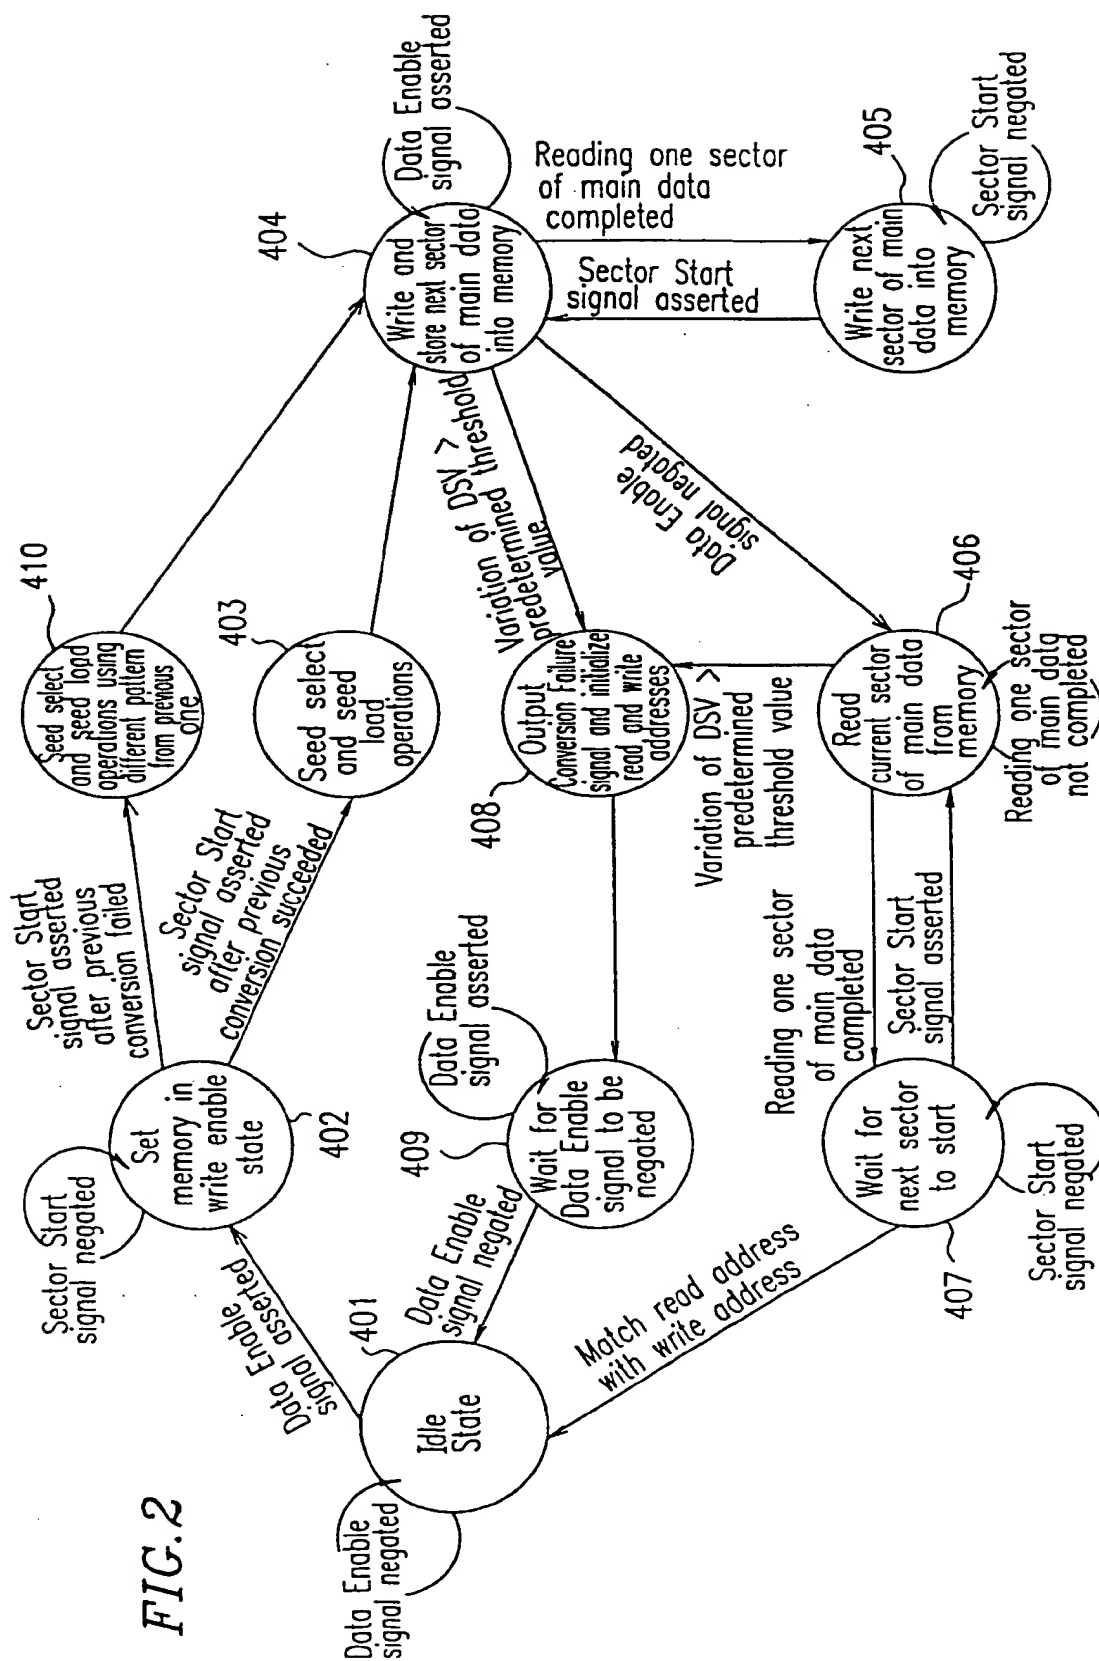 FIG.2
Data Enable
signal negated
Idle
State
401
Data Enable
signal asserted
Sector Start
signal negated
Set
memory in
write enable
state
402
Sector Start
signal asserted
after previous
conversion failed
Sector Start
signal asserted
after previous
conversion succeeded
Seed select
and seed load
operations using
different pattern
from previous
one
410
Seed select
and seed
load
operations
403
404
Write and
store next sector
of main data
into memory
Data Enable
signal asserted
Reading one sector
of main data
completed
Sector Start
signal asserted
405
Write next
sector of main
data into
memory
Sector Start
signal negated
Variation of DSV >
predetermined threshold
value
Data Enable
signal negated
Output
Conversion Failure
signal and initialize
read and write
addresses
408
Variation of DSV >
predetermined
threshold value
406
Read
current sector
of main data
from
memory
Reading one sector
of main data
not completed
Data Enable
signal asserted
409
Wait for
Data Enable
signal to be
negated
Data Enable
signal negated
Reading one sector
of main data
completed
Sector Start
signal asserted
Wait for
next sector
to start
407
Sector Start
signal negated
Match read address
with write address